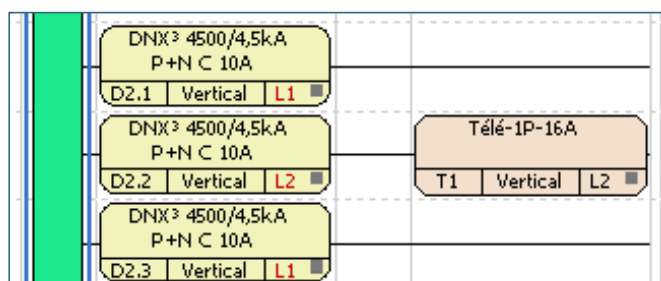 DNX³ 4500/4,5kA
P+N C 10A
D2.1 Vertical L1
DNX³ 4500/4,5kA
P+N C 10A
D2.2 Vertical L2
Télé-1P-16A
T1 Vertical L2
DNX³ 4500/4,5kA
P+N C 10A
D2.3 Vertical L1